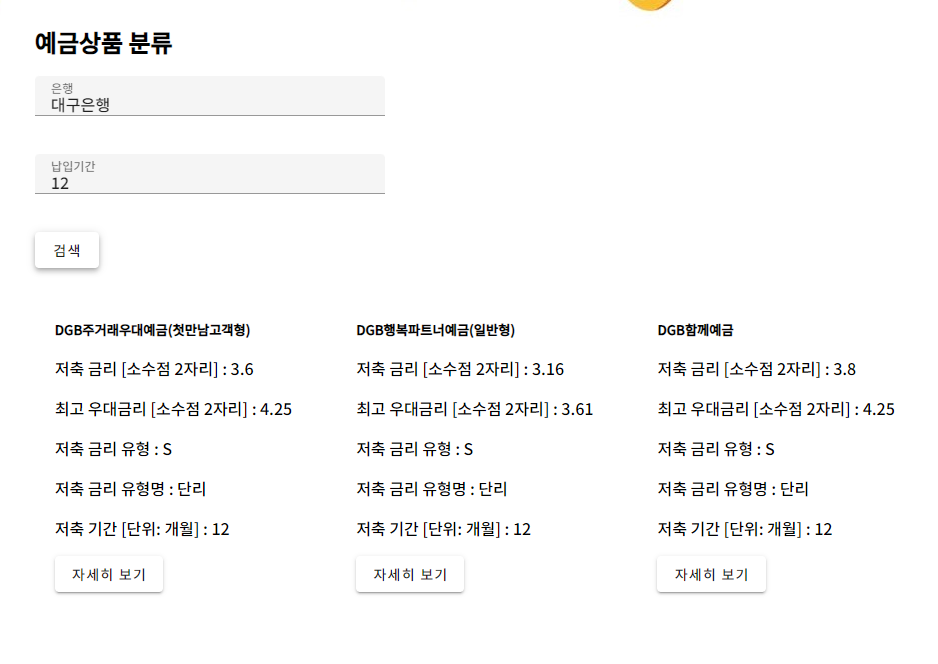 예금상품 분류
은행
대구은행
납입기간
12
검색
DGB주거래우대예금(첫만남고객형)
저축 금리 [소수점 2자리] : 3.6
최고 우대금리 [소수점 2자리] : 4.25
저축 금리 유형 : S
저축 금리 유형명 : 단리
저축 기간 [단위: 개월] : 12
자세히 보기
DGB행복파트너예금(일반형)
저축 금리 [소수점 2자리] : 3.16
최고 우대금리 [소수점 2자리] : 3.61
저축 금리 유형 : S
저축 금리 유형명 : 단리
저축 기간 [단위: 개월] : 12
자세히 보기
DGB함께예금
저축 금리 [소수점 2자리] : 3.8
최고 우대금리 [소수점 2자리] : 4.25
저축 금리 유형 : S
저축 금리 유형명 : 단리
저축 기간 [단위: 개월] : 12
자세히 보기